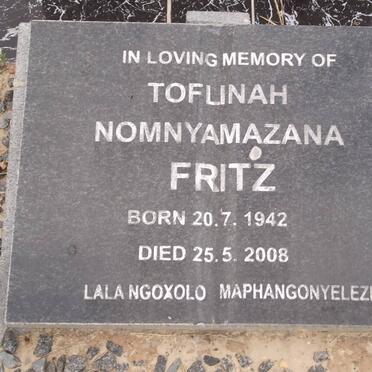 IN LOVING MEMORY OF
TOFLINAH
NOMNYAMAZANA
FRITZ
BORN 20.7. 1942
DIED 25.5. 2008
LALA NGOXOLO MAPHANGONYELEZI